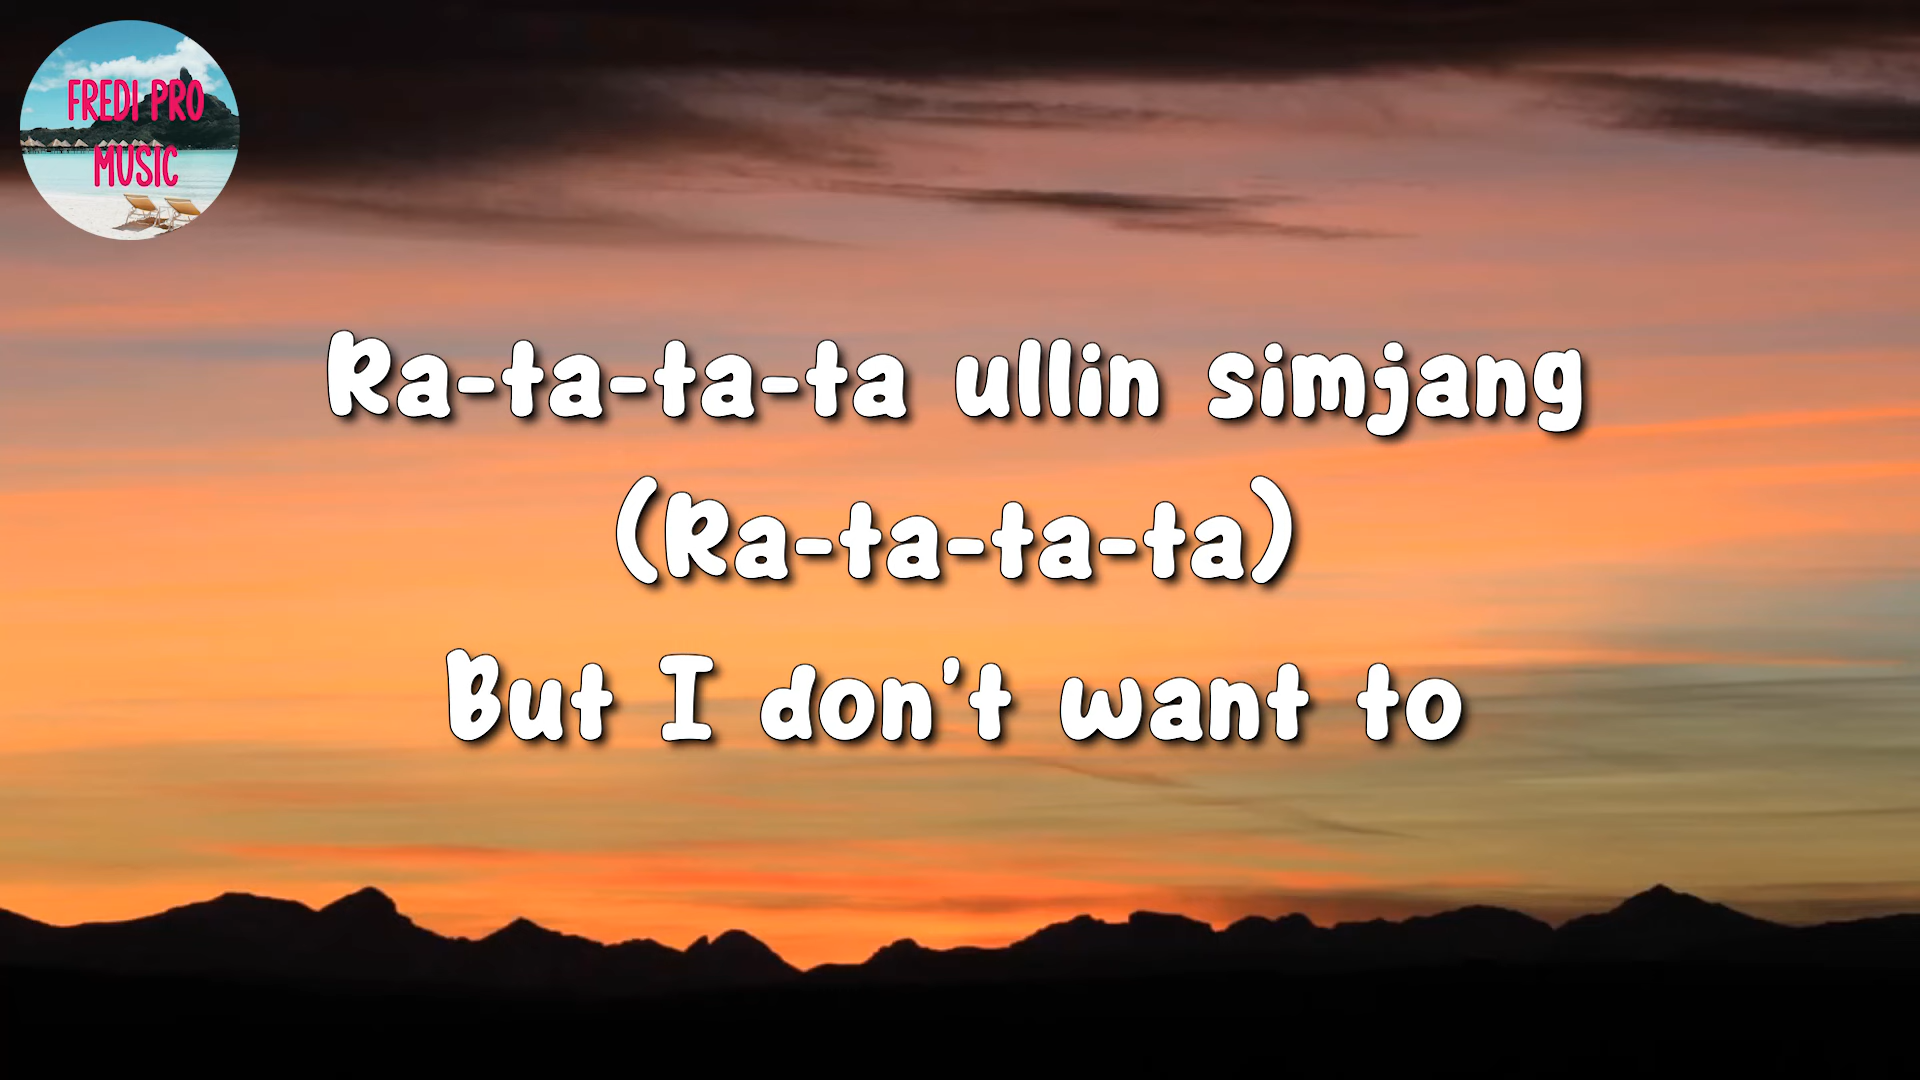 FREDI PRO
MUSIC
Ra-ta-ta-ta ullin simjang
(Ra-ta-ta-ta)
But I don't want to